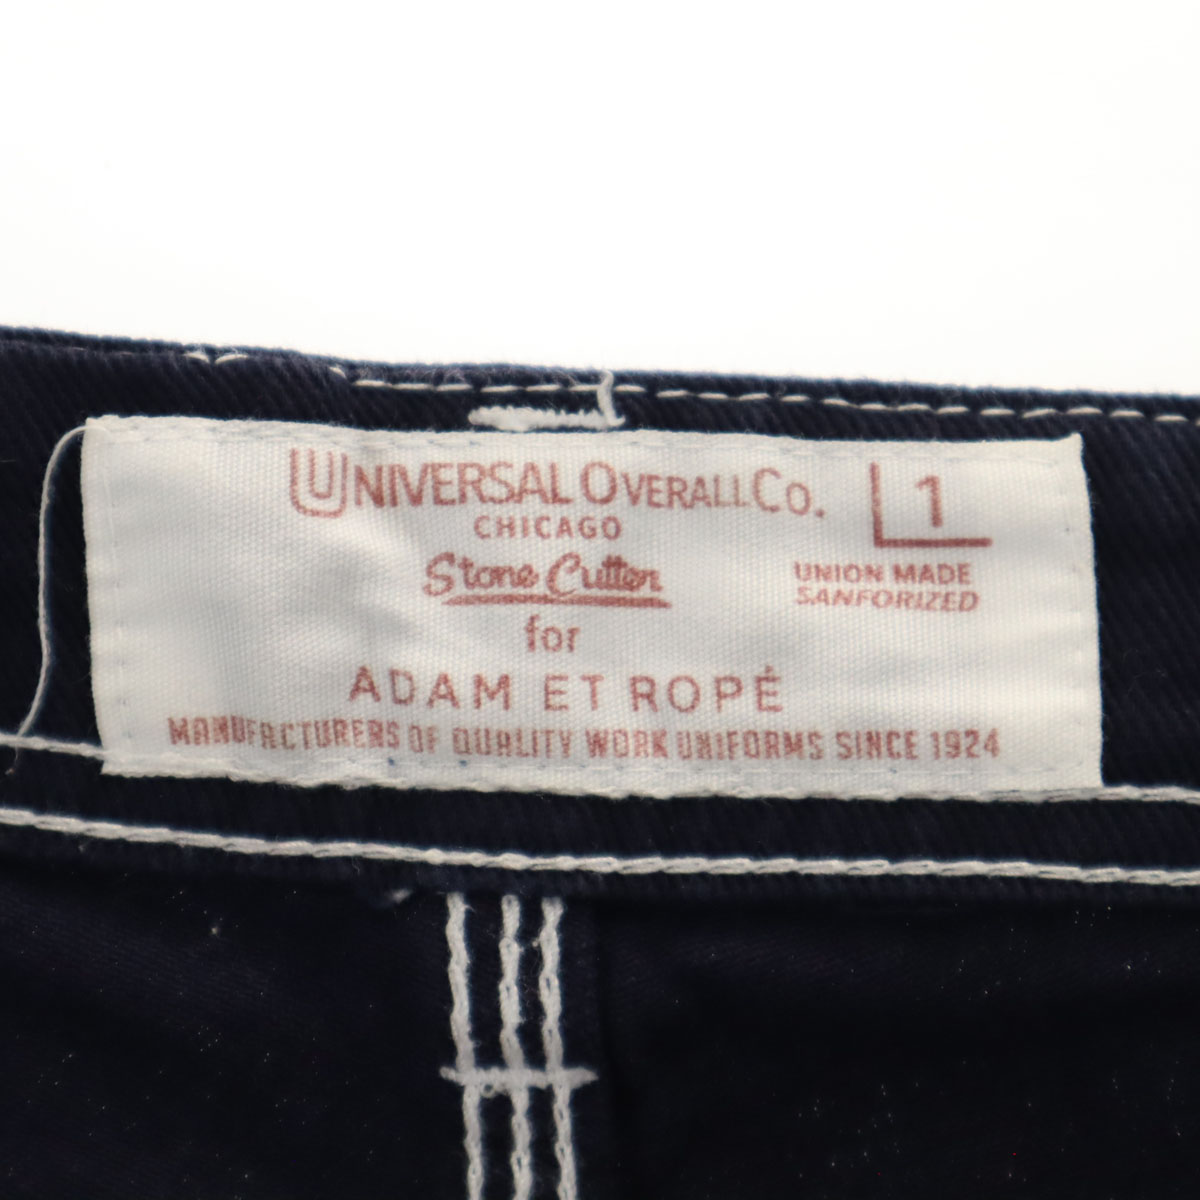 UNIVERSAL OVERALL CO.
CHICAGO
Stone Cutter
for
ADAM ET ROPÉ
MANUFACTURERS OF QUALITY WORK UNIFORMS SINCE 1924
1
UNION MADE
SANFORIZED